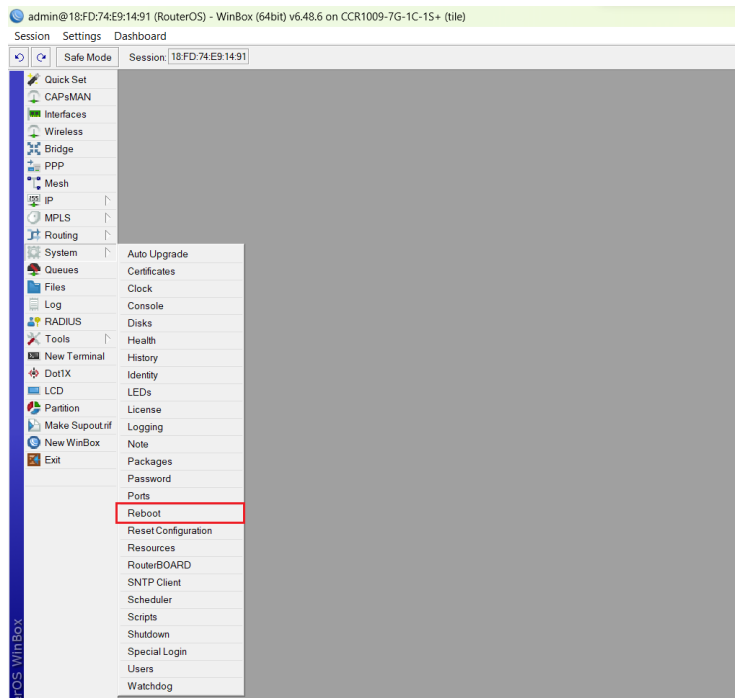 admin@18:FD:74:E9:14:91 (RouterOS) - WinBox (64bit) v6.48.6 on CCR1009-7G-1C-1S+ (tile)
Session Settings Dashboard
Safe Mode Session: 18:FD:74:E9:14:91
Quick Set
CAPsMAN
Interfaces
Wireless
Bridge
PPP
Mesh
IP
MPLS
Routing
System
Queues
Files
Log
RADIUS
Tools
New Terminal
Dot1X
LCD
Partition
Make Supout.rif
New WinBox
Exit
Auto Upgrade
Certificates
Clock
Console
Disks
Health
History
Identity
LEDs
License
Logging
Note
Packages
Password
Ports
Reboot
Reset Configuration
Resources
RouterBOARD
SNTP Client
Scheduler
Scripts
Shutdown
Special Login
Users
Watchdog
erOS WinBox